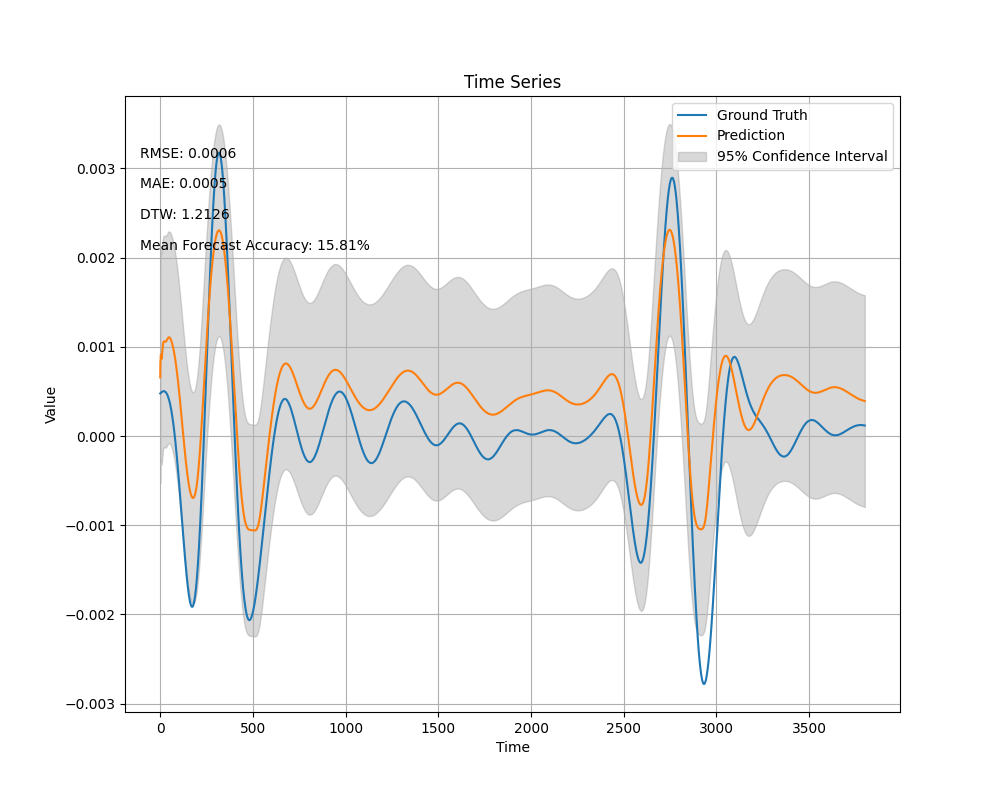 Time Series
Ground Truth
Prediction
95% Confidence Interval
RMSE: 0.0006
MAE: 0.0005
DTW: 1.2126
Mean Forecast Accuracy: 15.81%
Value
0.003
0.002
0.001
0.000
−0.001
−0.002
−0.003
0 500 1000 1500 2000 2500 3000 3500
Time